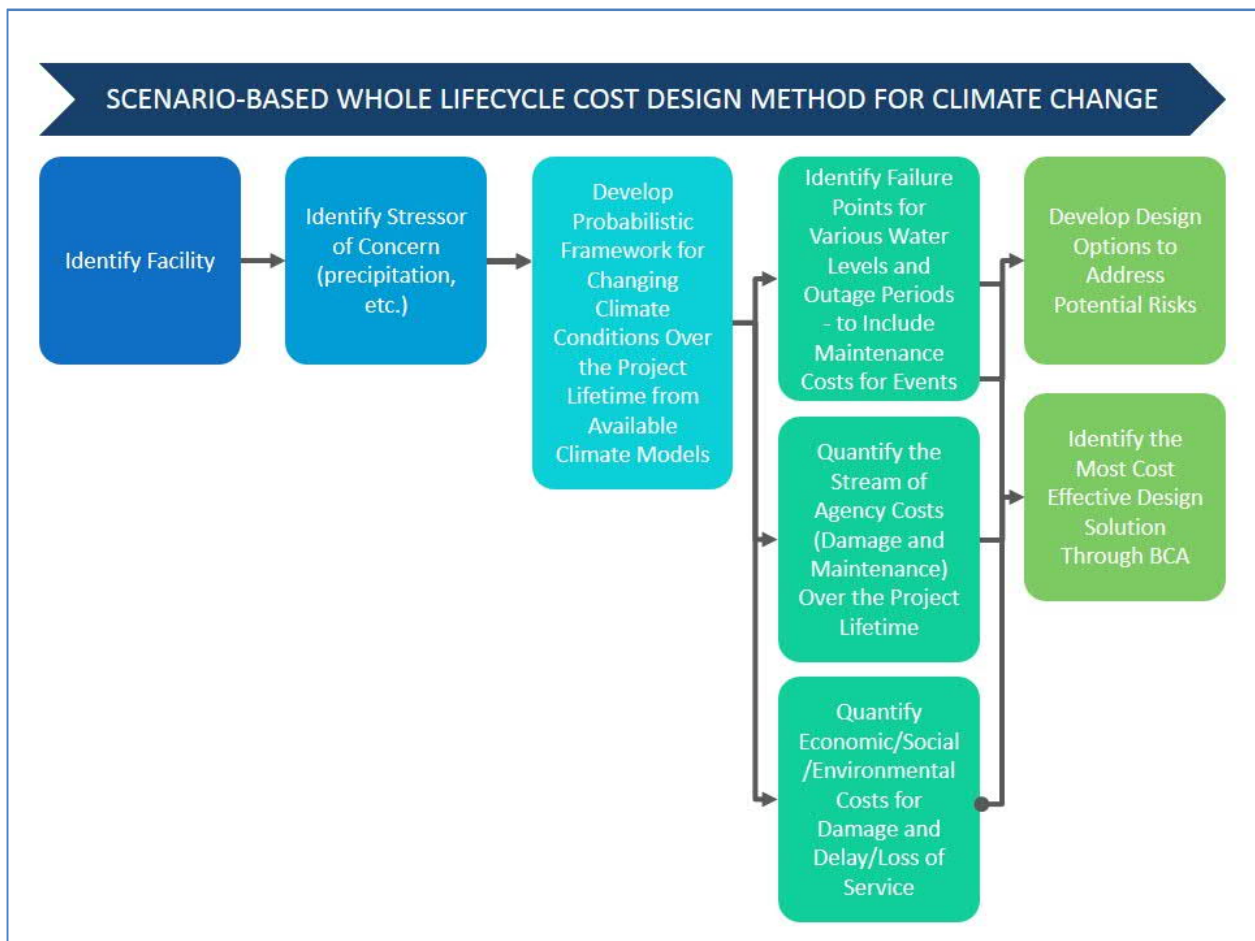 SCENARIO-BASED WHOLE LIFECYCLE COST DESIGN METHOD FOR CLIMATE CHANGE
Identify Facility
Identify Stressor
of Concern
(precipitation,
etc.)
Develop
Probabilistic
Framework for
Changing
Climate
Conditions Over
the Project
Lifetime from
Available
Climate Models
Identify Failure
Points for
Various Water
Levels and
Outage Periods
- to Include
Maintenance
Costs for Events
Quantify the
Stream of
Agency Costs
(Damage and
Maintenance)
Over the Project
Lifetime
Quantify
Economic/Social
/Environmental
Costs for
Damage and
Delay/Loss of
Service
Develop Design
Options to
Address
Potential Risks
Identify the
Most Cost
Effective Design
Solution
Through BCA